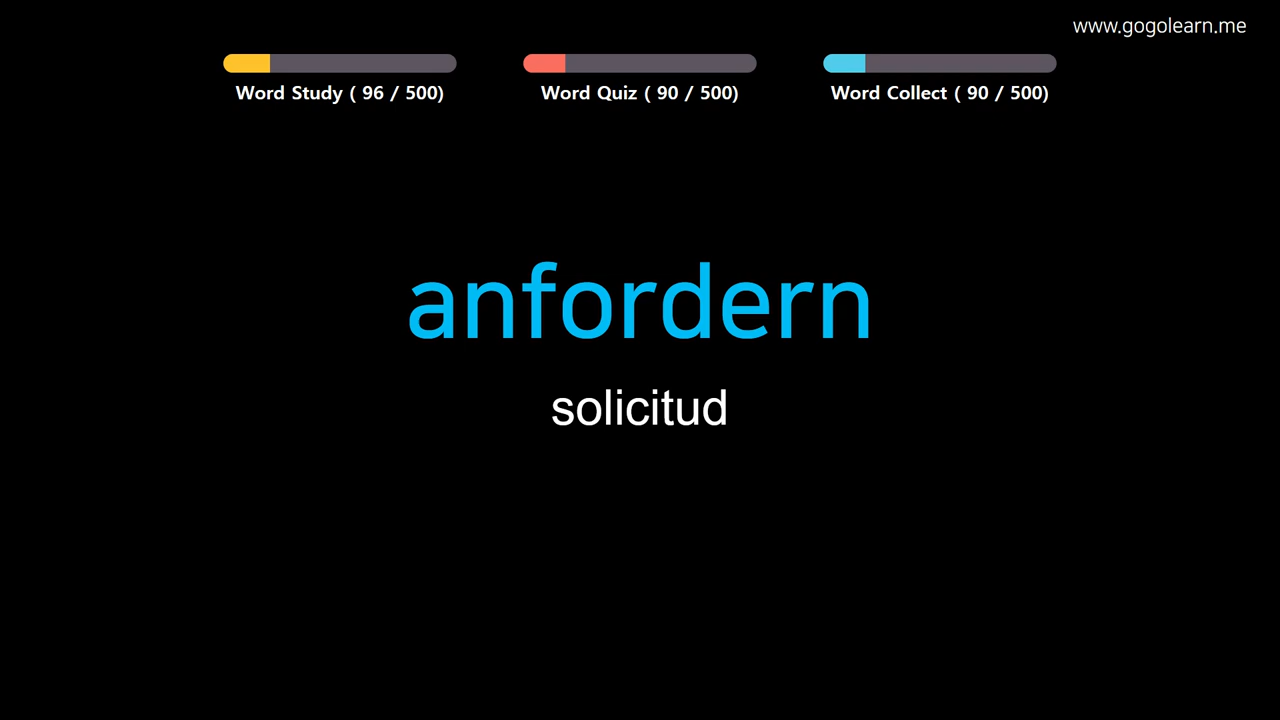 www.gogolearn.me
Word Study ( 96 / 500)
Word Quiz ( 90 / 500)
Word Collect ( 90 / 500)
anfordern
solicitud